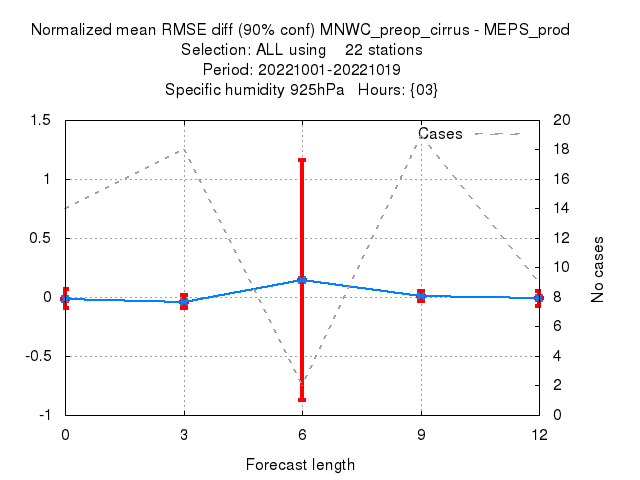 Normalized mean RMSE diff (90% conf) MNWC_preop_cirrus - MEPS_prod
Selection: ALL using    22 stations
Period: 20221001-20221019
Specific humidity 925hPa   Hours: {03}
1.5
1
0.5
0
-0.5
-1
Cases
20
18
16
14
12
10
8
6
4
2
0
No cases
0 3 6 9 12
Forecast length